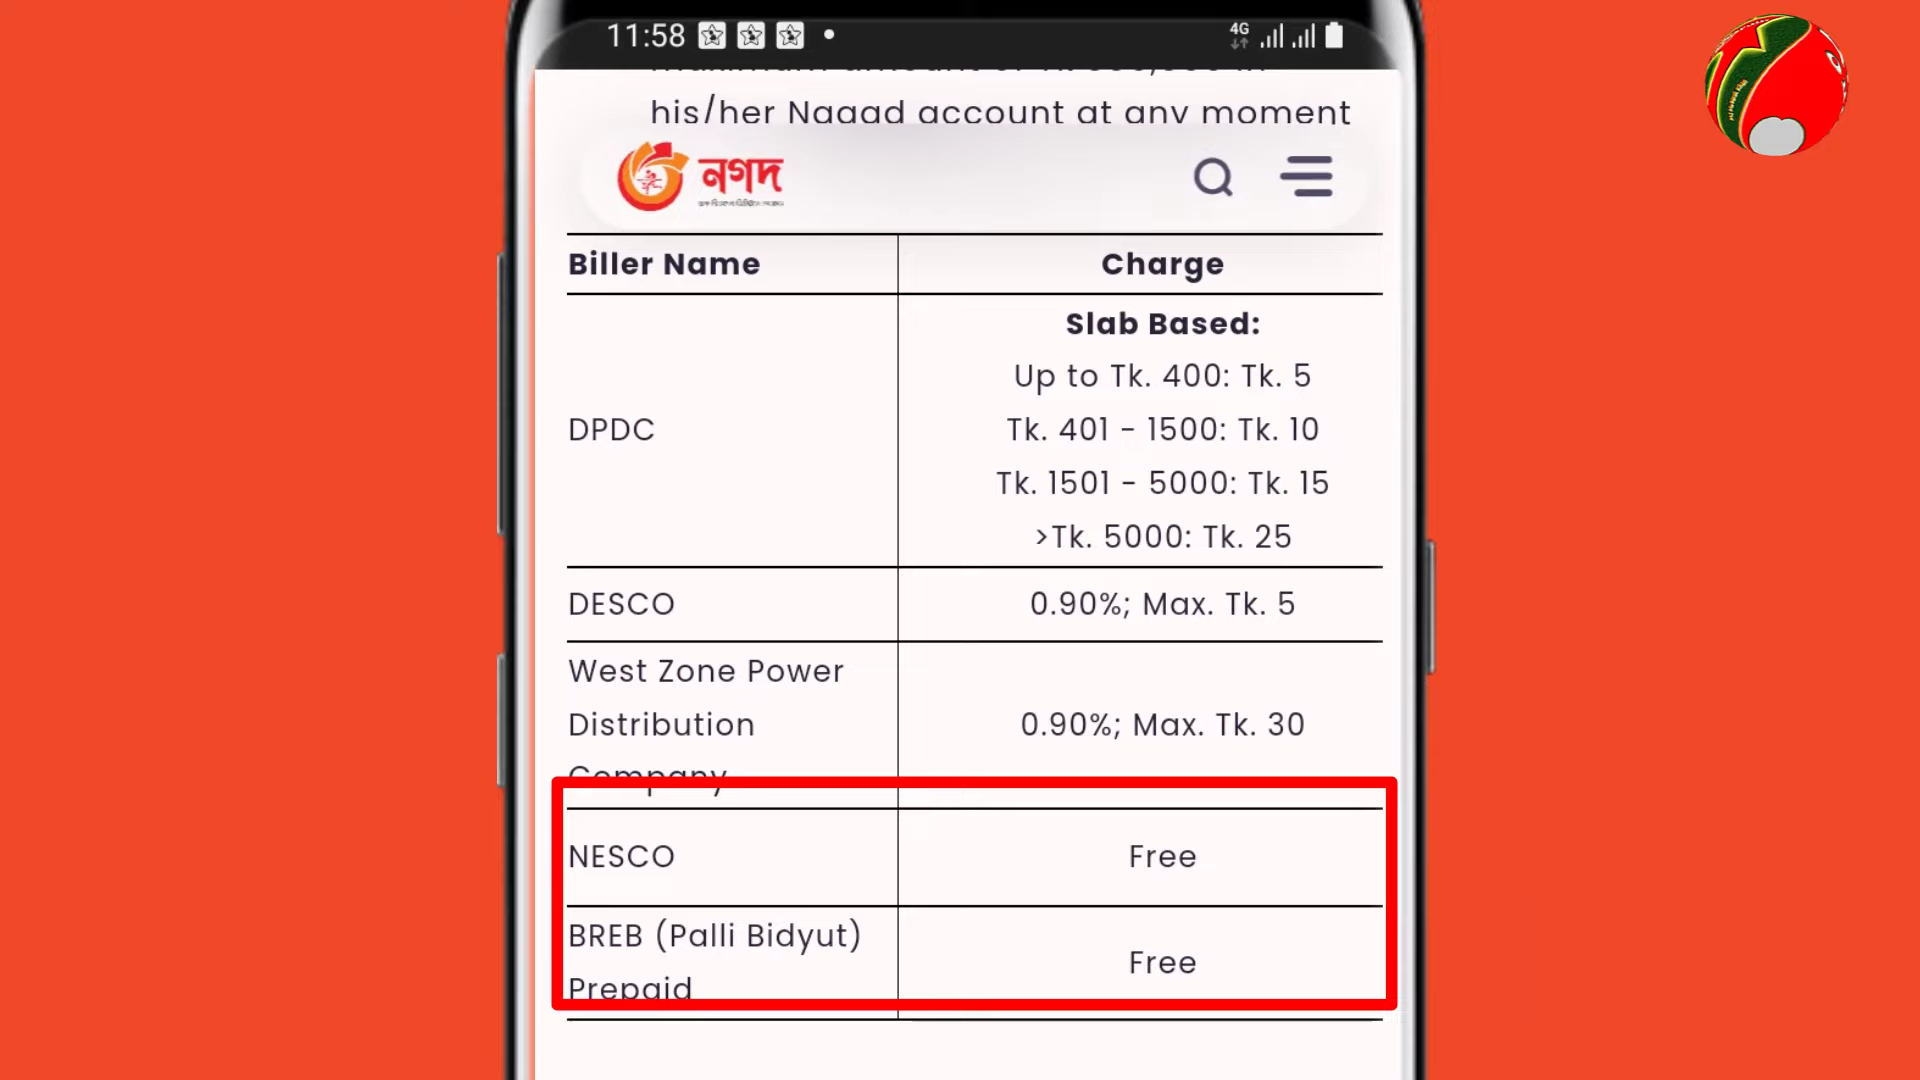 11:58
4G
his/her Nagad account at any moment
নগদ
Biller Name
Charge
Slab Based:
Up to Tk. 400: Tk. 5
DPDC
Tk. 401 - 1500: Tk. 10
Tk. 1501 - 5000: Tk. 15
>Tk. 5000: Tk. 25
DESCO
0.90%; Max. Tk. 5
West Zone Power
Distribution
0.90%; Max. Tk. 30
Company
NESCO
Free
BREB (Palli Bidyut)
Free
Prepaid